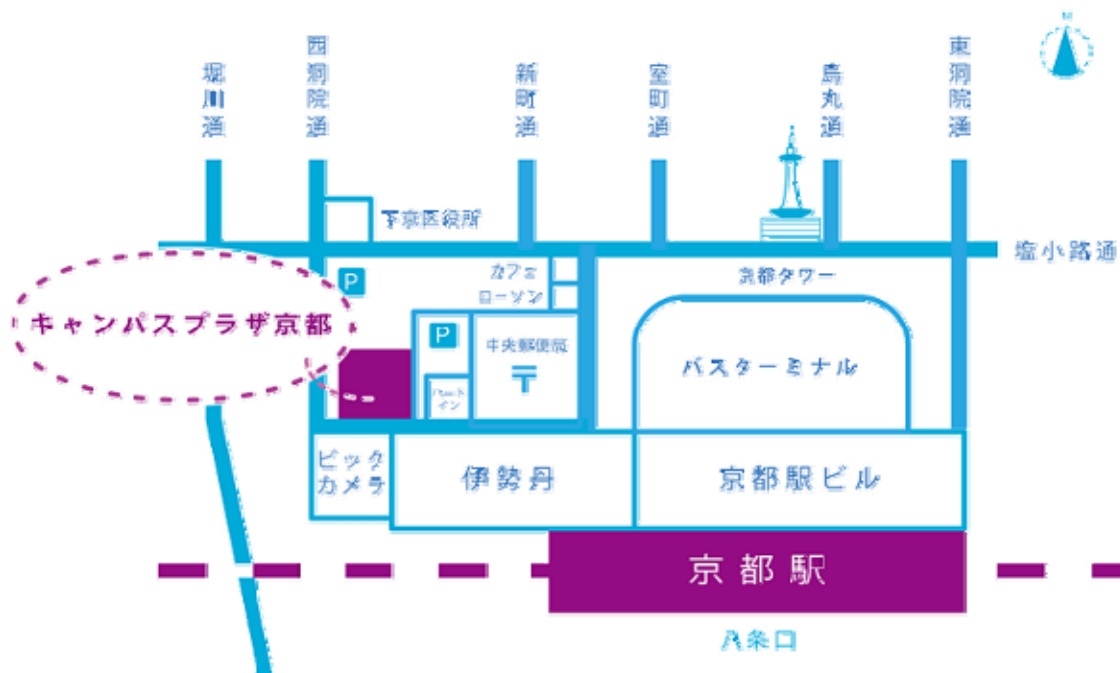 堀川通
西洞院通
新町通
室町通
烏丸通
東洞院通
下京区役所
塩小路通
P
カフェ
ローソン
京都タワー
キャンパスプラザ京都
P
中央郵便局
〒
バスターミナル
ビック
カメラ
伊勢丹
京都駅ビル
京都駅
八条口